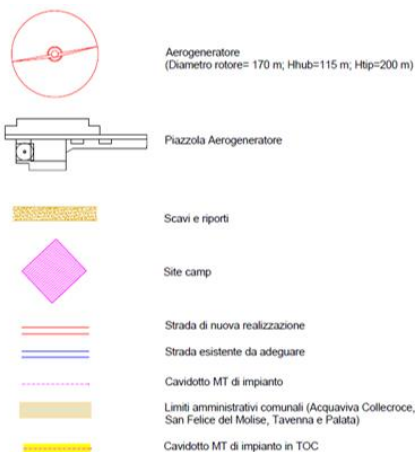 Aerogeneratore
(Diametro rotore= 170 m; Hhub=115 m; Htip=200 m)
Piazzola Aerogeneratore
Scavi e riporti
Site camp
Strada di nuova realizzazione
Strada esistente da adeguare
Cavidotto MT di impianto
Limiti amministrativi comunali (Acquaviva Collecroce,
San Felice del Molise, Tavenna e Palata)
Cavidotto MT di impianto in TOC